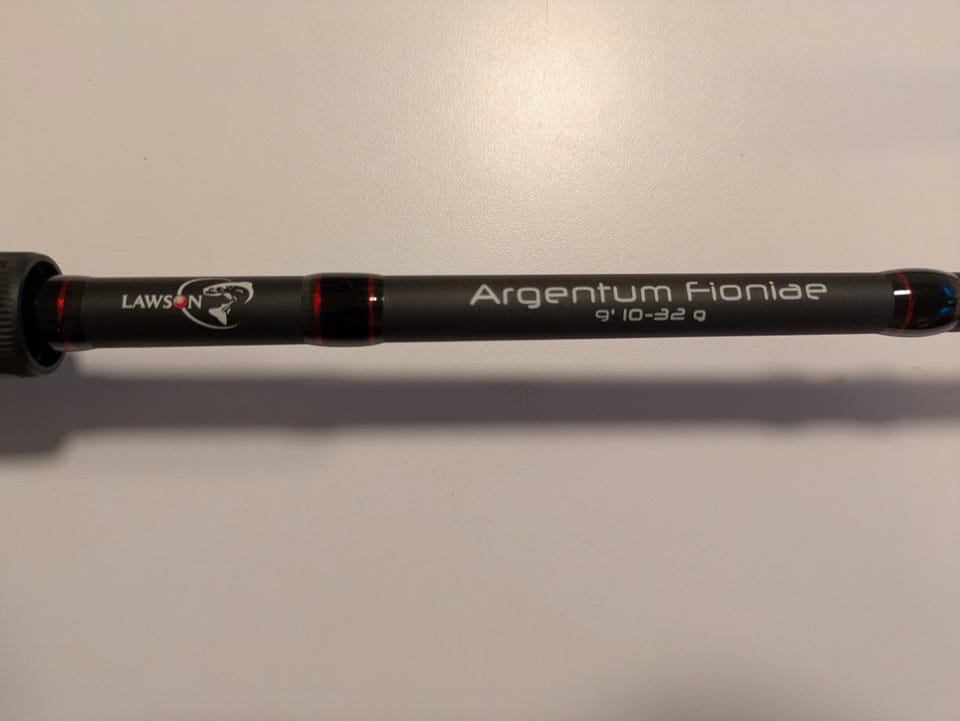 LAWSON
Argentum Fioniae
9' 10-32 g